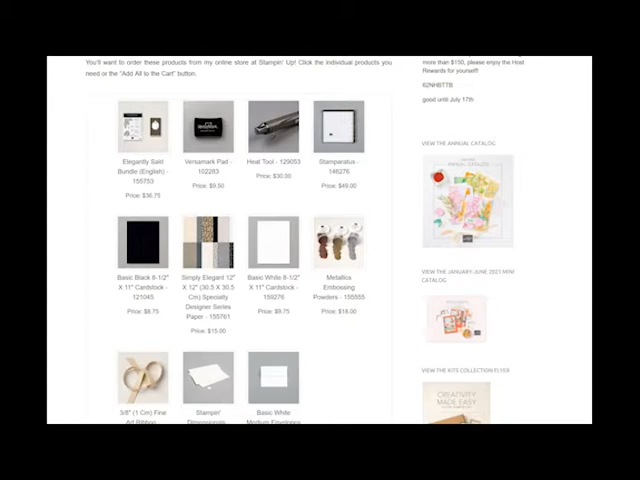 You'll want to order these products from my online store at Stampin' Up! Click the individual products you
need or the "Add All to the Cart" button.
Elegantly Said
Bundle (English) -
155753
Price: $36.75
Versamark Pad -
102283
Price: $9.50
Heat Tool - 129053
Price: $30.00
Stamparatus -
146276
Price: $49.00
Basic Black 8-1/2"
X 11" Cardstock -
121045
Price: $8.75
Simply Elegant 12"
X 12" (30.5 X 30.5
Cm) Specialty
Designer Series
Paper - 155761
Price: $15.00
Basic White 8-1/2"
X 11" Cardstock -
159276
Price: $9.75
Metallics
Embossing
Powders - 155555
Price: $18.00
3/8" (1 Cm) Fine
Art Ribbon
Stampin'
Dimensionals
Basic White
Medium Envelopes
more than $150, please enjoy the Host
Rewards for yourself!
62NHBTTB
good until July 17th
VIEW THE ANNUAL CATALOG
ANNUAL CATALOG
VIEW THE JANUARY-JUNE 2021 MINI
CATALOG
VIEW THE KITS COLLECTION FLYER
CREATIVITY
MADE EASY